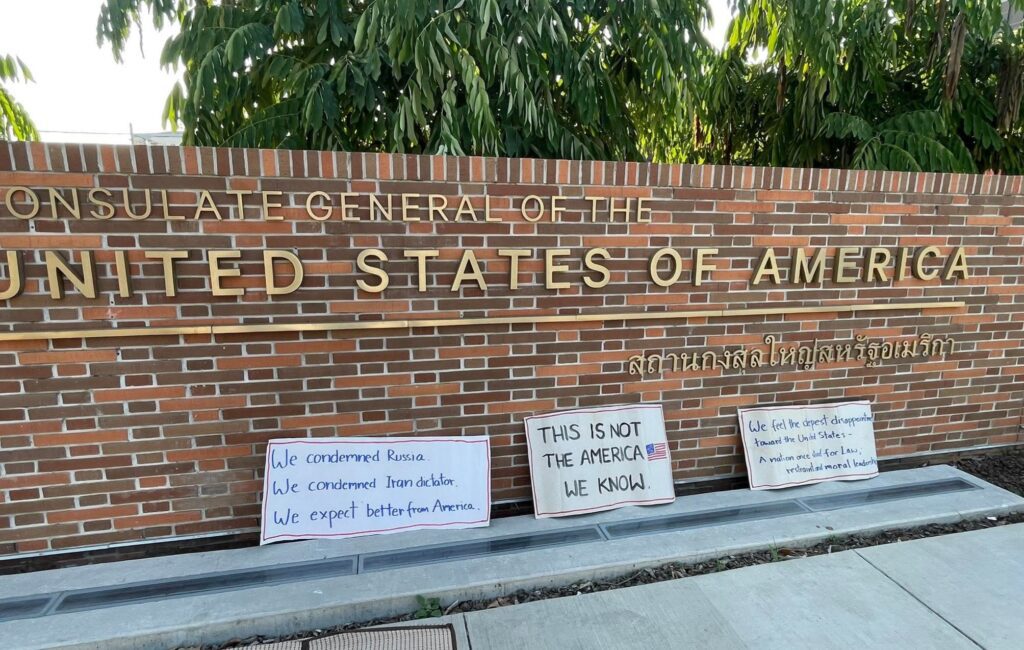 ONSULATE GENERAL OF THE
UNITED STATES OF AMERICA
สถานกงสุลใหญ่สหรัฐอเมริกา
We condemned Russia.
We condemned Iran dictator.
We expect better from America.
THIS IS NOT
THE AMERICA
WE KNOW.
We feel the depest
toward the United States -
A nation once for Law,
restraint and moral leadership